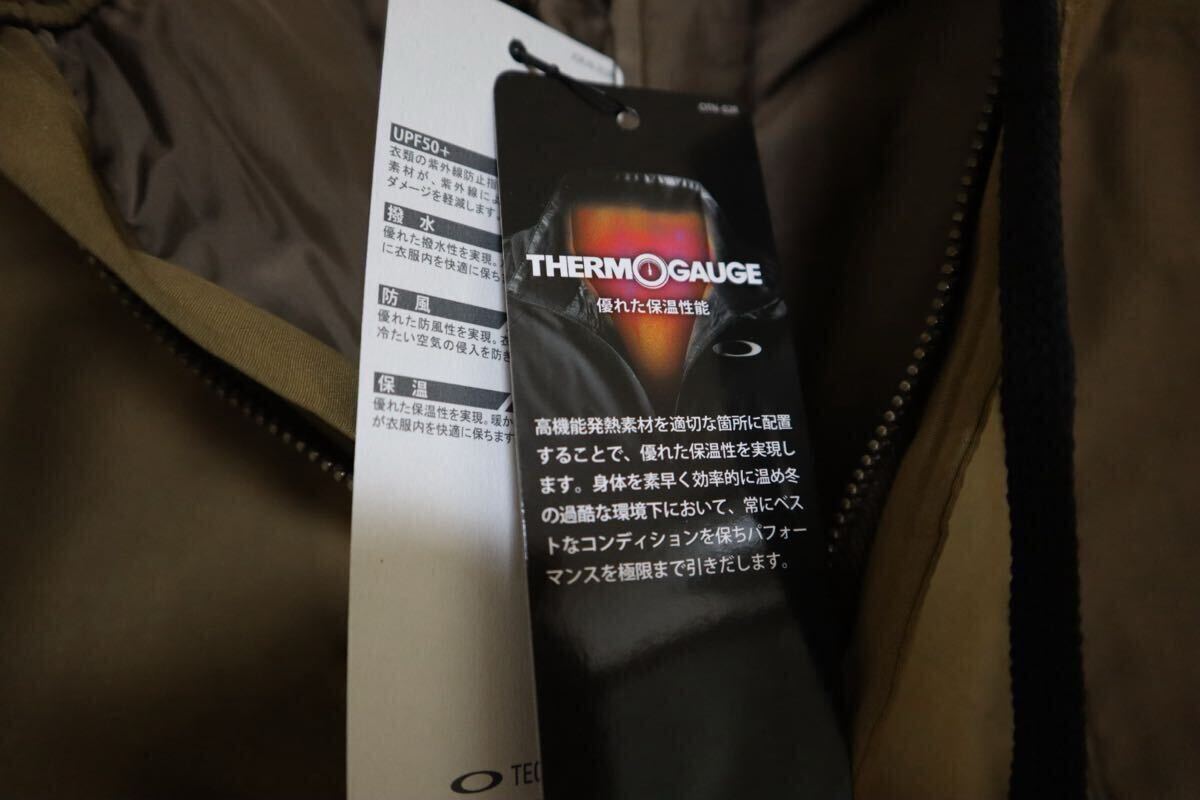 UPF50+
衣類の紫外線防止指
素材が、紫外線によ
ダメージを軽減します。
撥水
優れた撥水性を実現。
に衣服内を快適に保ち
防風
優れた防風性を実現。
冷たい空気の侵入を防ぎ
保温
優れた保温性を実現。暖か
が衣服内を快適に保ちます
TEC
THERMOGAUGE
優れた保温性能
高機能発熱素材を適切な箇所に配置
することで、優れた保温性を実現し
ます。身体を素早く効率的に温め冬
の過酷な環境下において、常にベス
トなコンディションを保ちパフォー
マンスを極限まで引きだします。